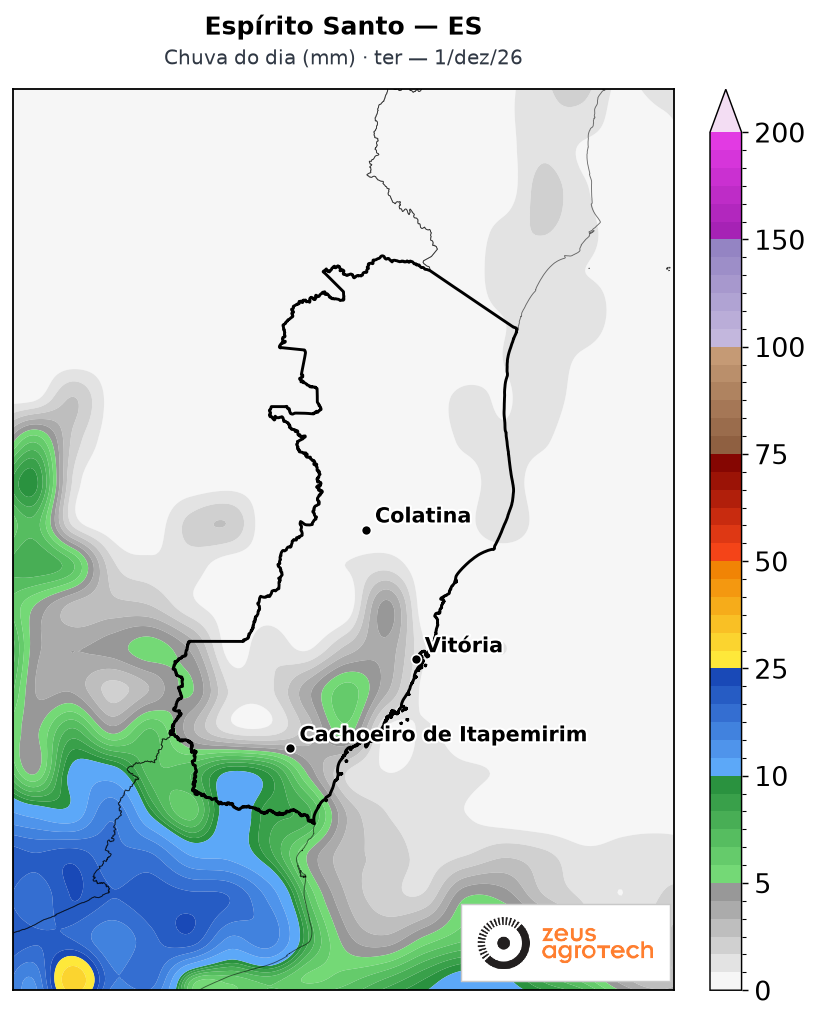 Espírito Santo — ES
Chuva do dia (mm) · ter — 1/dez/26
200
150
100
75
50
25
10
5
0
Colatina
Vitória
Cachoeiro de Itapemirim
zeus
agrotech